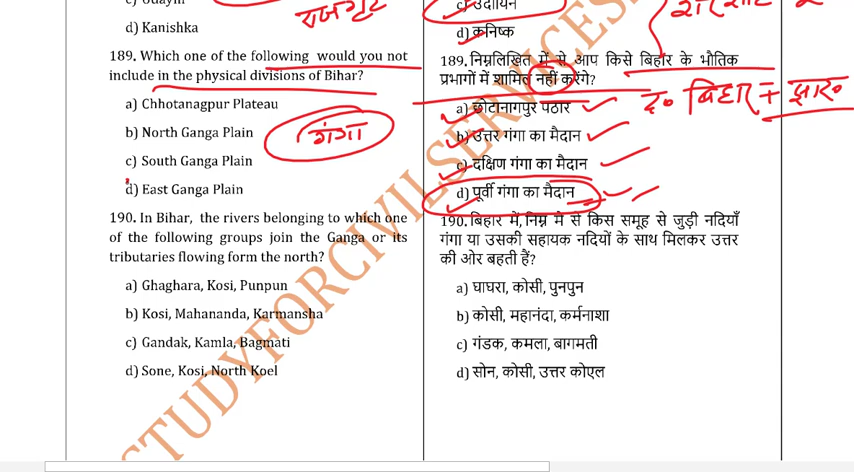 d) Kanishka
189. Which one of the following would you not
include in the physical divisions of Bihar?
a) Chhotanagpur Plateau
b) North Ganga Plain
c) South Ganga Plain
d) East Ganga Plain
गंगा
190. In Bihar, the rivers belonging to which one
of the following groups join the Ganga or its
tributaries flowing form the north?
a) Ghaghara, Kosi, Punpun
b) Kosi, Mahananda, Karmansha
c) Gandak, Kamla, Bagmati
d) Sone, Kosi, North Koel
c) उदायिन
d) कनिष्क
189. निम्नलिखित में से आप किसे बिहार के भौतिक
प्रभागों में शामिल नहीं करेंगे?
a) छोटानागपुर पठार
b) उत्तर गंगा का मैदान
c) दक्षिण गंगा का मैदान
d) पूर्वी गंगा का मैदान
द० बिहार + झार०
190. बिहार में, निम्न में से किस समूह से जुड़ी नदियाँ
गंगा या उसकी सहायक नदियों के साथ मिलकर उत्तर
की ओर बहती हैं?
a) घाघरा, कोसी, पुनपुन
b) कोसी, महानंदा, कर्मनाशा
c) गंडक, कमला, बागमती
d) सोन, कोसी, उत्तर कोएल
STUDYFORCIVILSERVICES